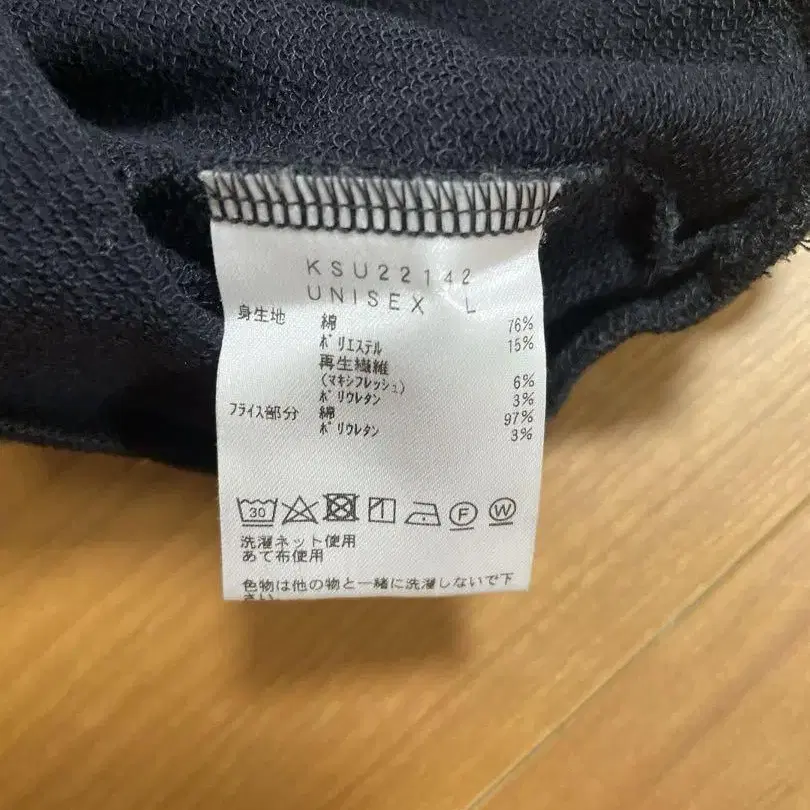 KSU22142
UNISEX L
身生地 綿 76%
ポリエステル 15%
再生繊維
(マキシフレッシュ) 6%
ポリウレタン 3%
フライス部分 綿 97%
ポリウレタン 3%
30 F W
洗濯ネット使用
あて布使用
色物は他の物と一緒に洗濯しないで下
さい